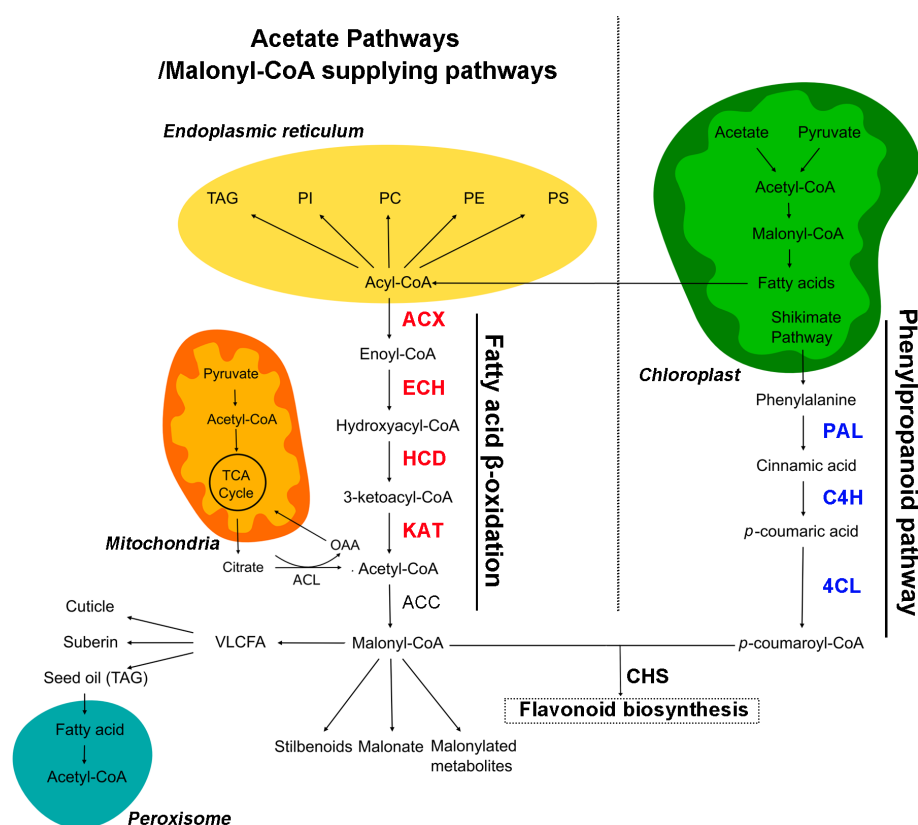 Acetate Pathways
/Malonyl-CoA supplying pathways
Endoplasmic reticulum
TAG
PI
PC
PE
PS
Acyl-CoA
ACX
Enoyl-CoA
ECH
Hydroxyacyl-CoA
HCD
3-ketoacyl-CoA
KAT
Acetyl-CoA
ACC
Malonyl-CoA
Fatty acid β-oxidation
Pyruvate
Acetyl-CoA
TCA
Cycle
Mitochondria
Citrate
OAA
ACL
Cuticle
Suberin
Seed oil (TAG)
VLCFA
Fatty acid
Acetyl-CoA
Peroxisome
Stilbenoids
Malonate
Malonylated
metabolites
Acetate
Pyruvate
Acetyl-CoA
Malonyl-CoA
Fatty acids
Shikimate
Pathway
Chloroplast
Phenylalanine
PAL
Cinnamic acid
C4H
p-coumaric acid
4CL
p-coumaroyl-CoA
Phenylpropanoid pathway
CHS
Flavonoid biosynthesis